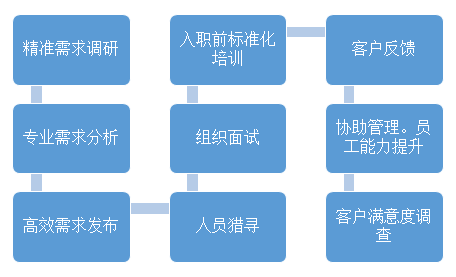 精准需求调研
专业需求分析
高效需求发布
人员猎寻
组织面试
入职前标准化
培训
客户反馈
协助管理。员
工能力提升
客户满意度调
查